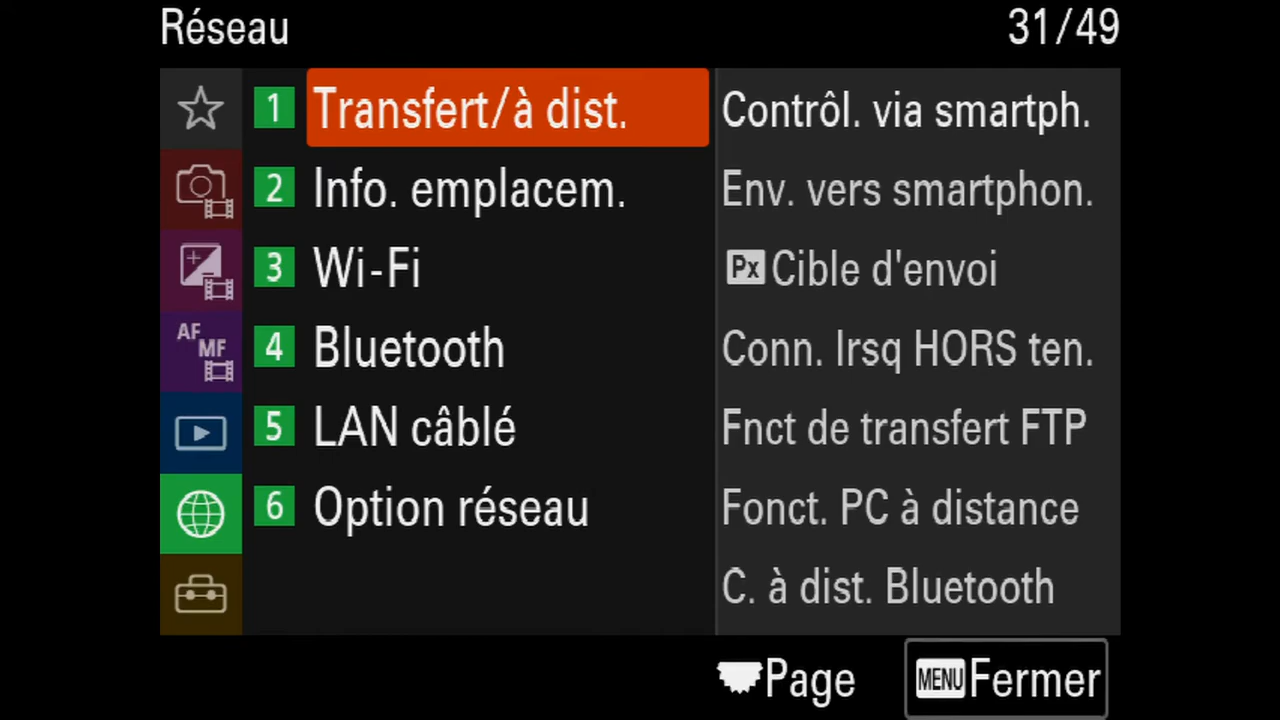 Réseau 31/49
1 Transfert/à dist. Contrôl. via smartph.
2 Info. emplacem. Env. vers smartphon.
3 Wi-Fi Px Cible d'envoi
AF MF 4 Bluetooth Conn. Irsq HORS ten.
5 LAN câblé Fnct de transfert FTP
6 Option réseau Fonct. PC à distance
C. à dist. Bluetooth
Page MENU Fermer